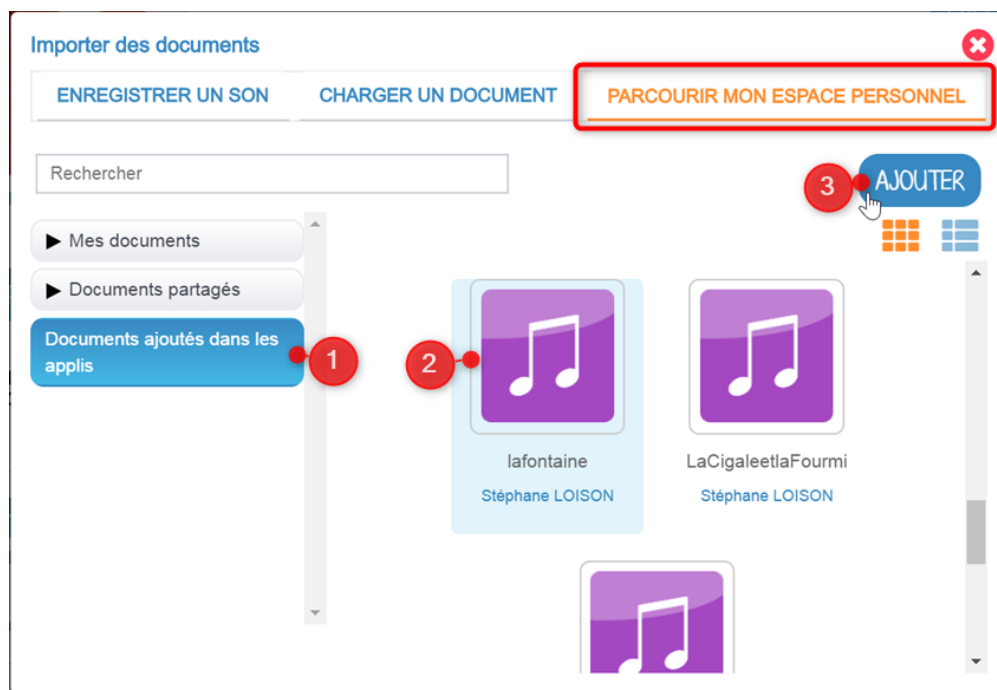 Importer des documents
ENREGISTRER UN SON
CHARGER UN DOCUMENT
PARCOURIR MON ESPACE PERSONNEL
Rechercher
3
AJOUTER
Mes documents
Documents partagés
Documents ajoutés dans les
applis
1
2
lafontaine
LaCigaleetlaFourmi
Stéphane LOISON
Stéphane LOISON